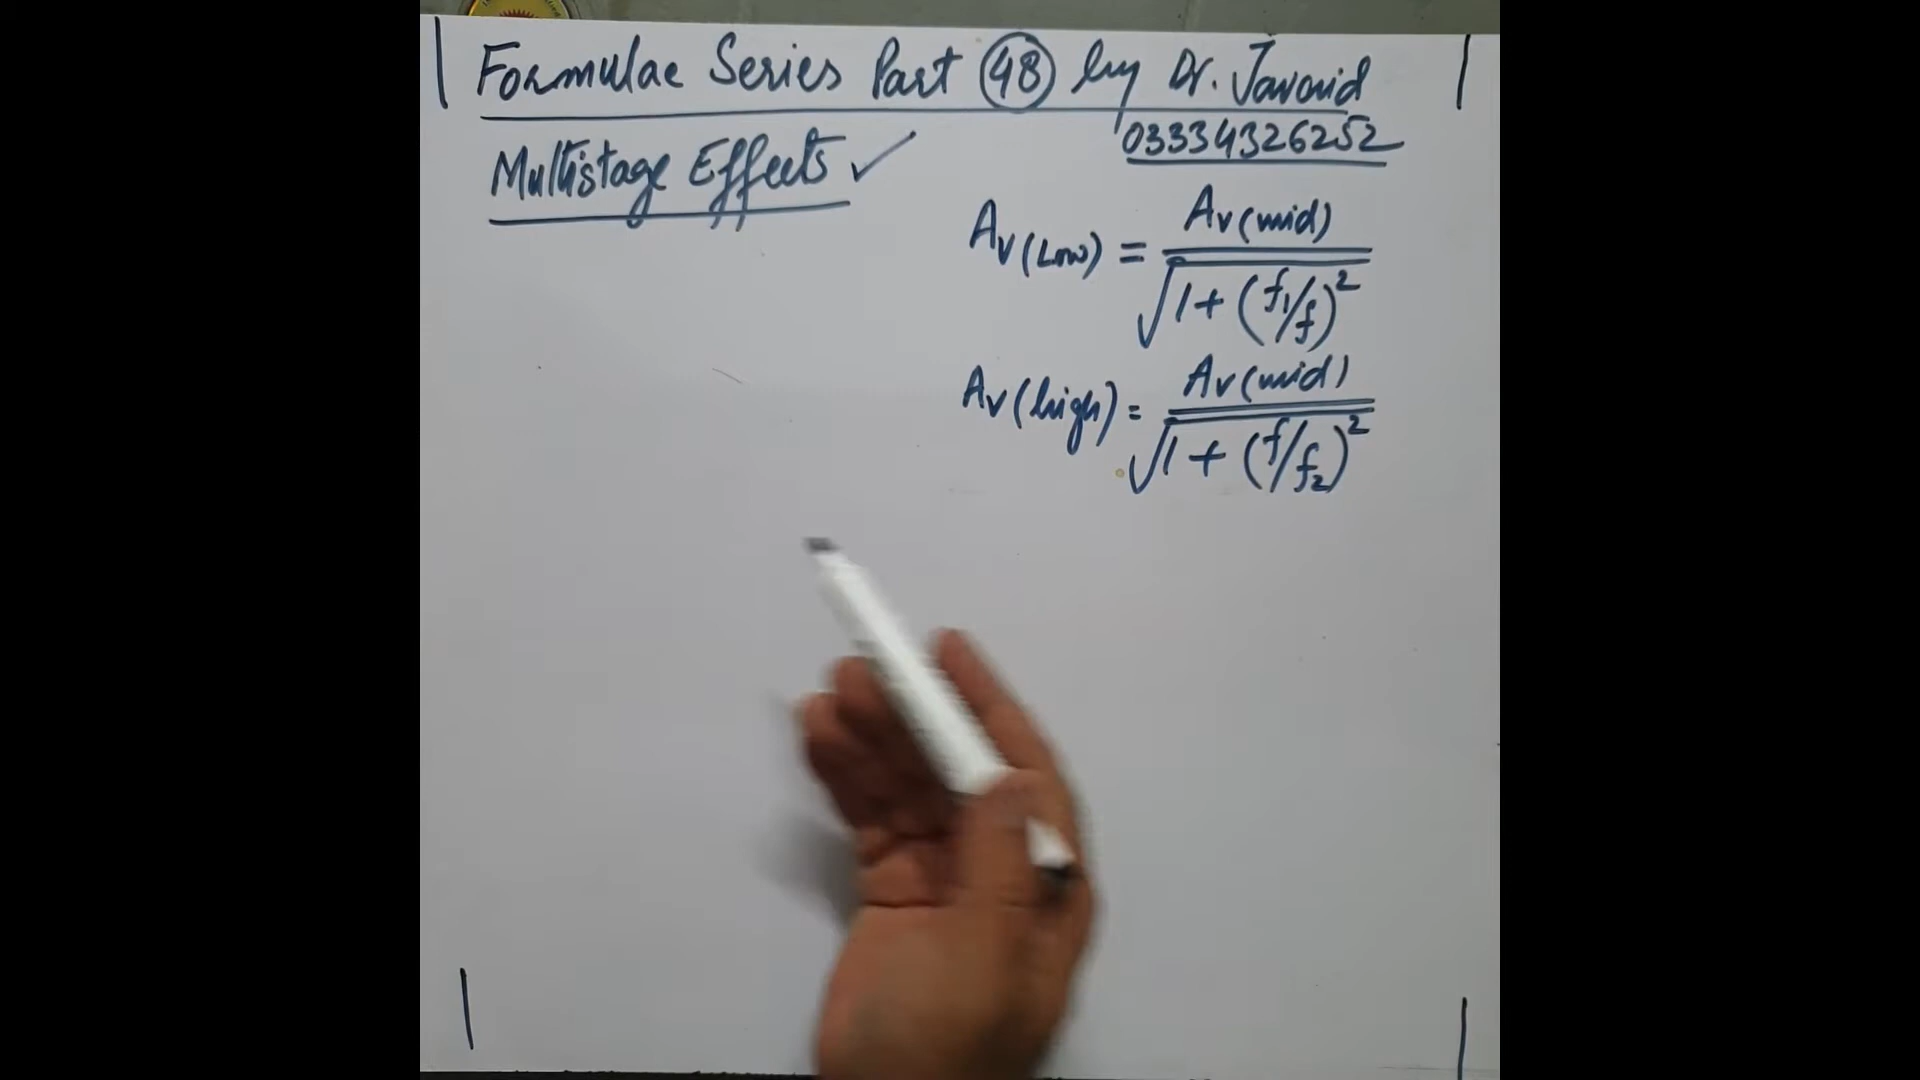 Formulae Series Part 48 by Dr. Javaid
03334326252
Multistage Effects ✓
Av(Low) = Av(mid) / √1 + (f1/f)²
Av(high) = Av(mid) / √1 + (f/f2)²